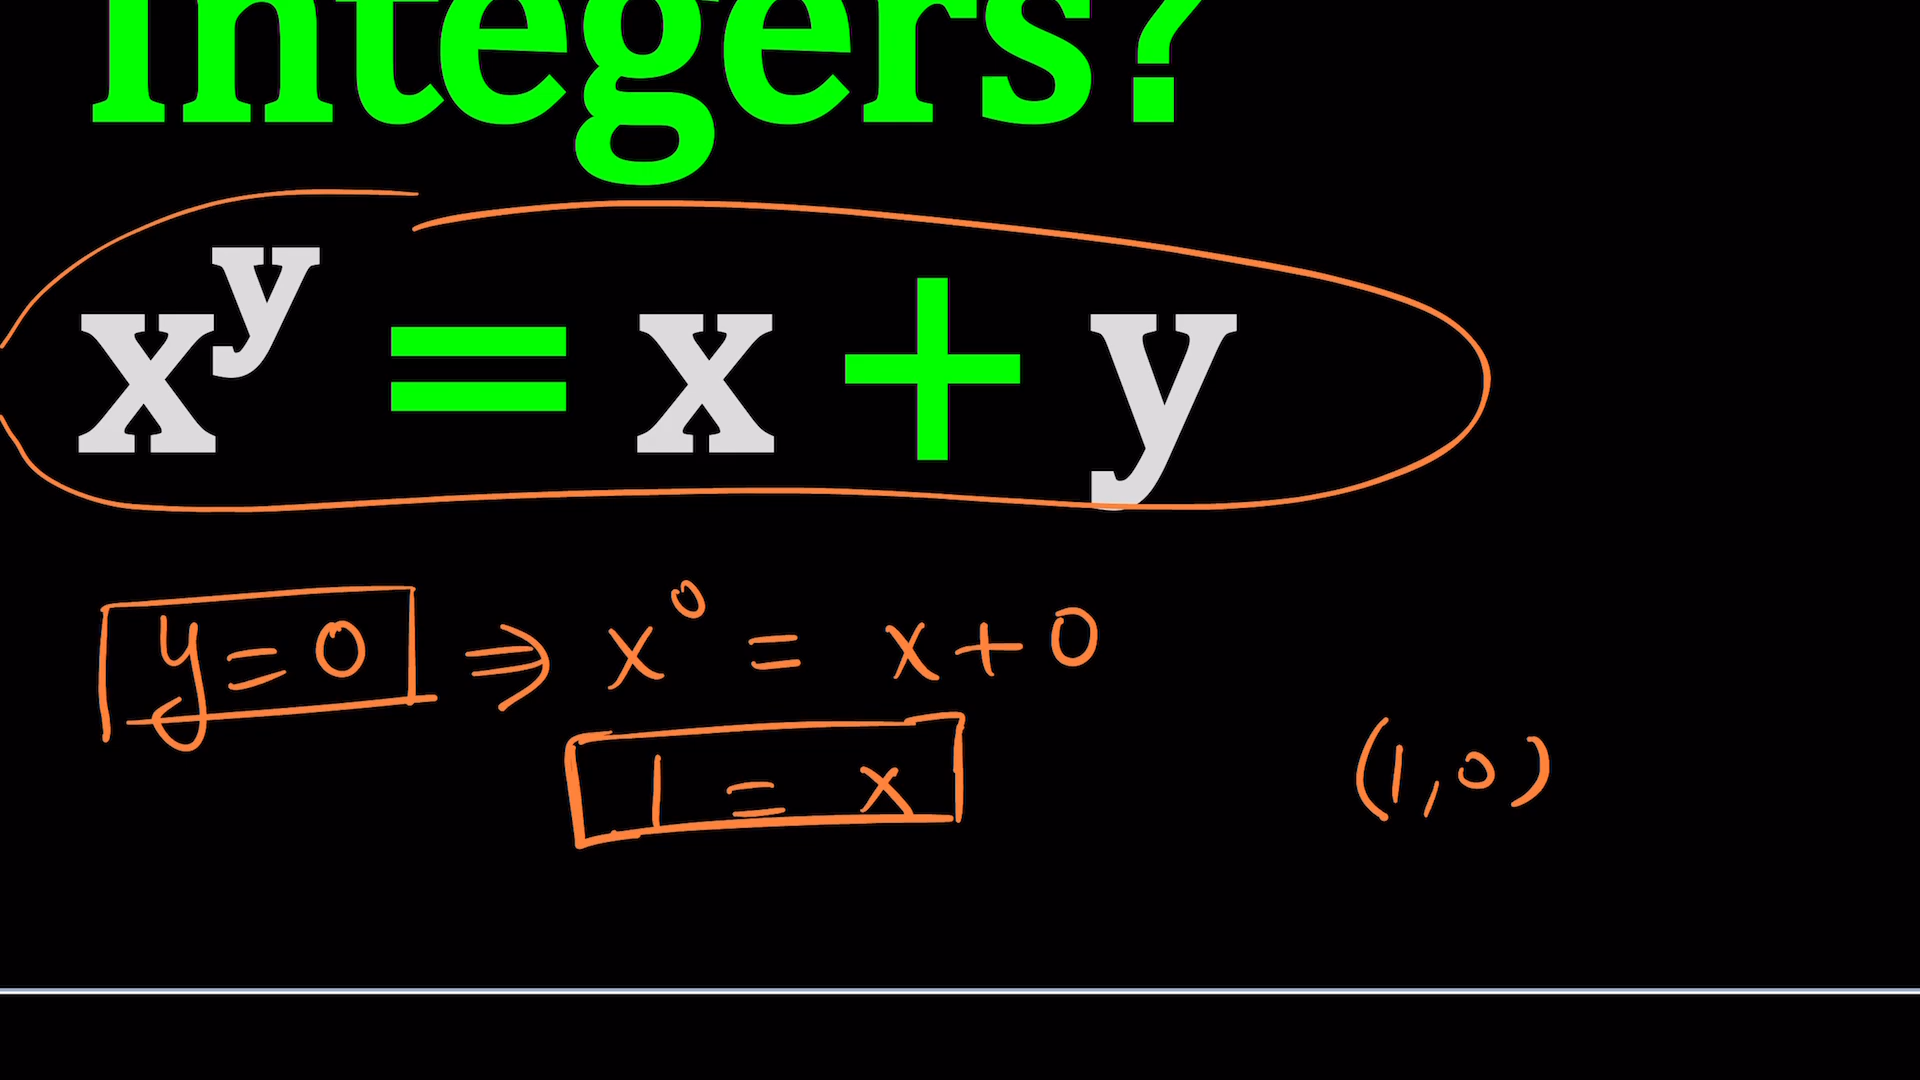 Integers?
x^y = x + y
y = 0 ⇒ x^0 = x + 0
1 = x
(1, 0)